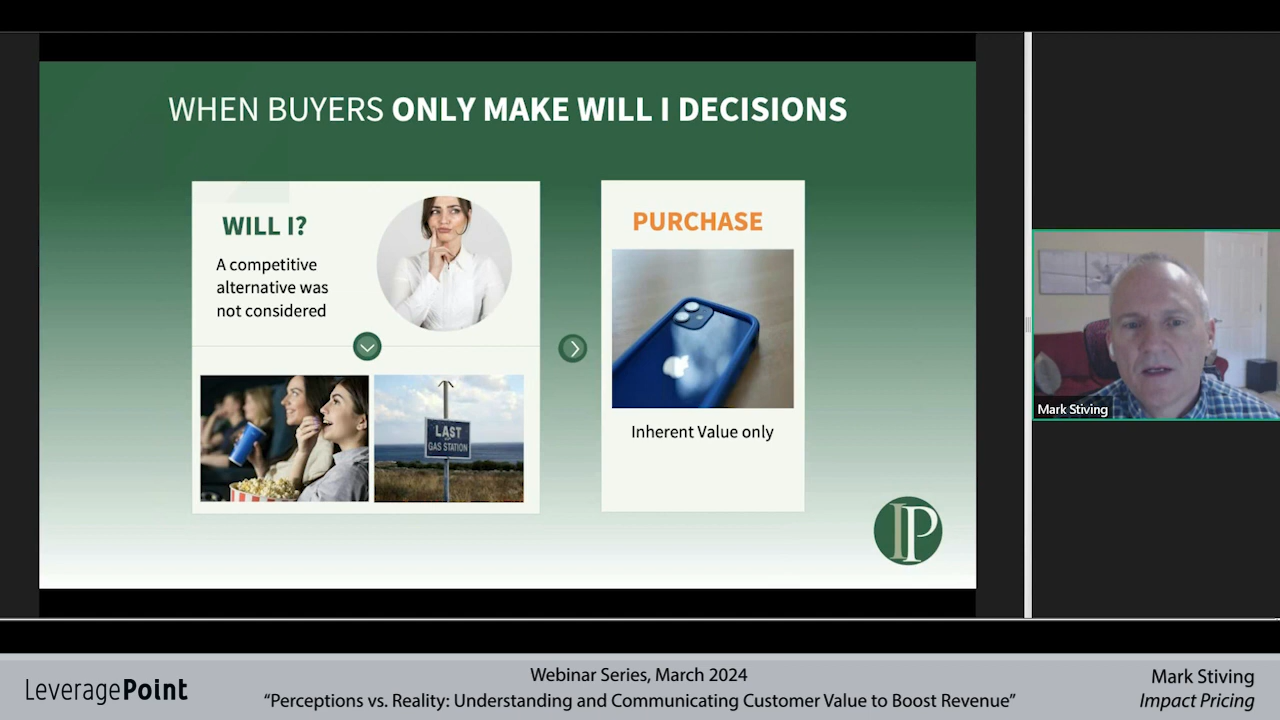 WHEN BUYERS ONLY MAKE WILL I DECISIONS
WILL I?
A competitive
alternative was
not considered
LAST
GAS STATION
PURCHASE
Inherent Value only
IP
Mark Stiving
LeveragePoint
Webinar Series, March 2024
“Perceptions vs. Reality: Understanding and Communicating Customer Value to Boost Revenue”
Mark Stiving
Impact Pricing